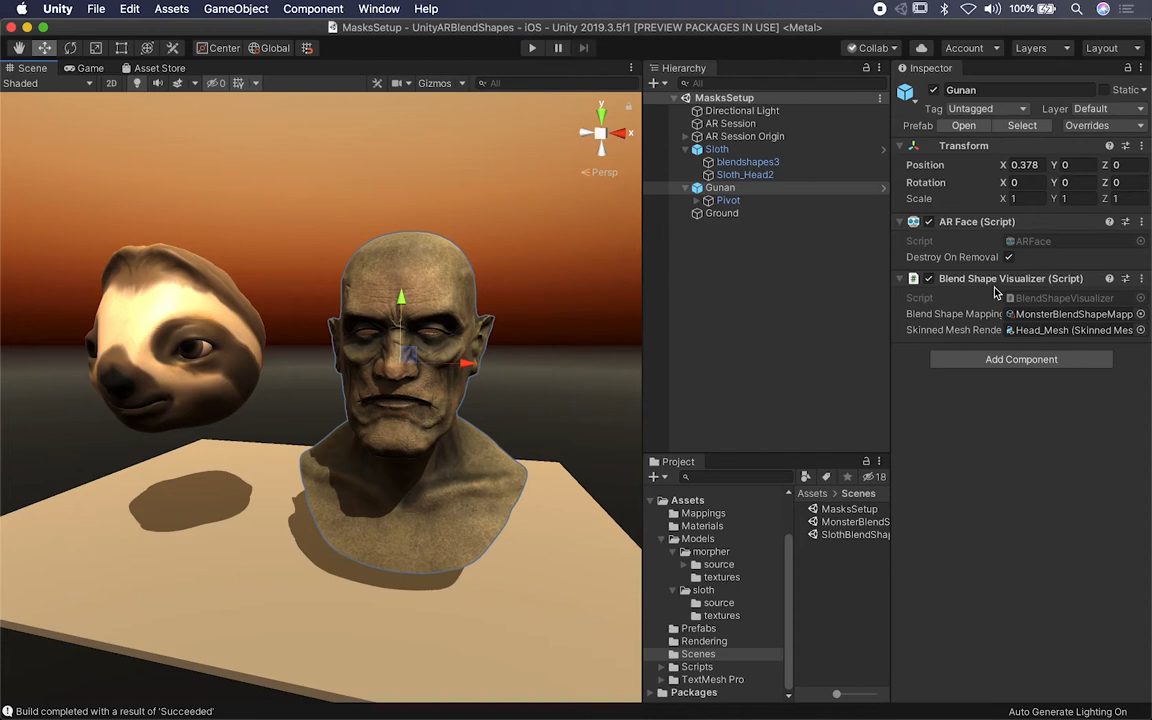 Unity File Edit Assets GameObject Component Window Help 100%
MasksSetup - UnityARBlendShapes - iOS - Unity 2019.3.5f1 [PREVIEW PACKAGES IN USE] <Metal>
Center Global Collab Account Layers Layout
Scene Game Asset Store
Shaded 2D 0 Gizmos All
y
x
Persp
Hierarchy
All
MasksSetup
Directional Light
AR Session
AR Session Origin
Sloth
blendshapes3
Sloth_Head2
Gunan
Pivot
Ground
Project
18
Assets
Mappings
Materials
Models
morpher
source
textures
sloth
source
textures
Prefabs
Rendering
Scenes
Scripts
TextMesh Pro
Packages
Assets Scenes
MasksSetup
MonsterBlendS
SlothBlendShap
Inspector
Gunan Static
Tag Untagged Layer Default
Prefab Open Select Overrides
Transform
Position X 0.378 Y 0 Z 0
Rotation X 0 Y 0 Z 0
Scale X 1 Y 1 Z 1
AR Face (Script)
Script ARFace
Destroy On Removal
# Blend Shape Visualizer (Script)
Script BlendShapeVisualizer
Blend Shape Mapping MonsterBlendShapeMapp
Skinned Mesh Rende Head_Mesh (Skinned Mes
Add Component
Build completed with a result of 'Succeeded'
Auto Generate Lighting On